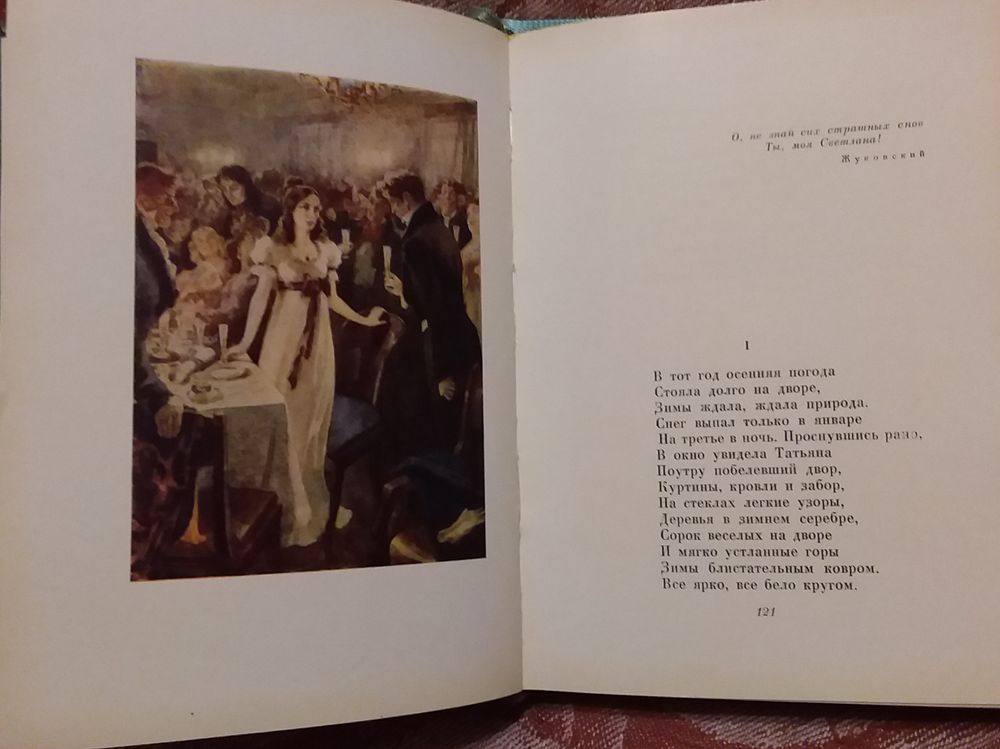 О, не знай сих страшных снов
Ты, моя Светлана!
Жуковский
I
В тот год осенняя погода
Стояла долго на дворе,
Зимы ждала, ждала природа.
Снег выпал только в январе
На третье в ночь. Проснувшись рано,
В окно увидела Татьяна
Поутру побелевший двор,
Куртины, кровли и забор,
На стеклах легкие узоры,
Деревья в зимнем серебре,
Сорок веселых на дворе
И мягко устланные горы
Зимы блистательным ковром.
Все ярко, все бело кругом.
121